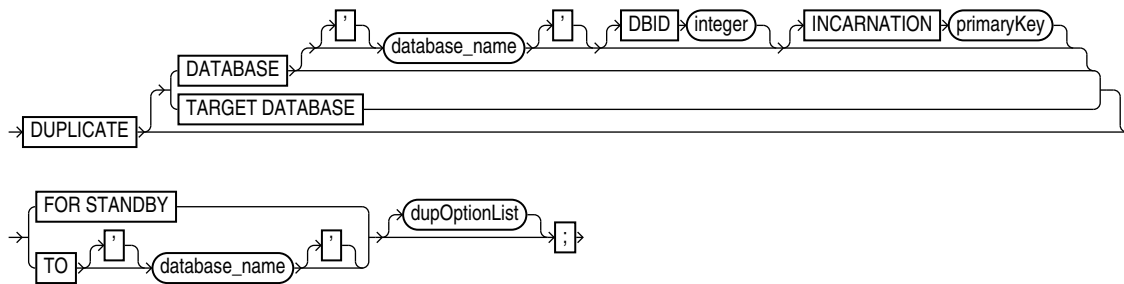 ' database_name ' DBID integer INCARNATION primaryKey
DATABASE
TARGET DATABASE
DUPLICATE
FOR STANDBY dupOptionList
TO ' database_name ' ;